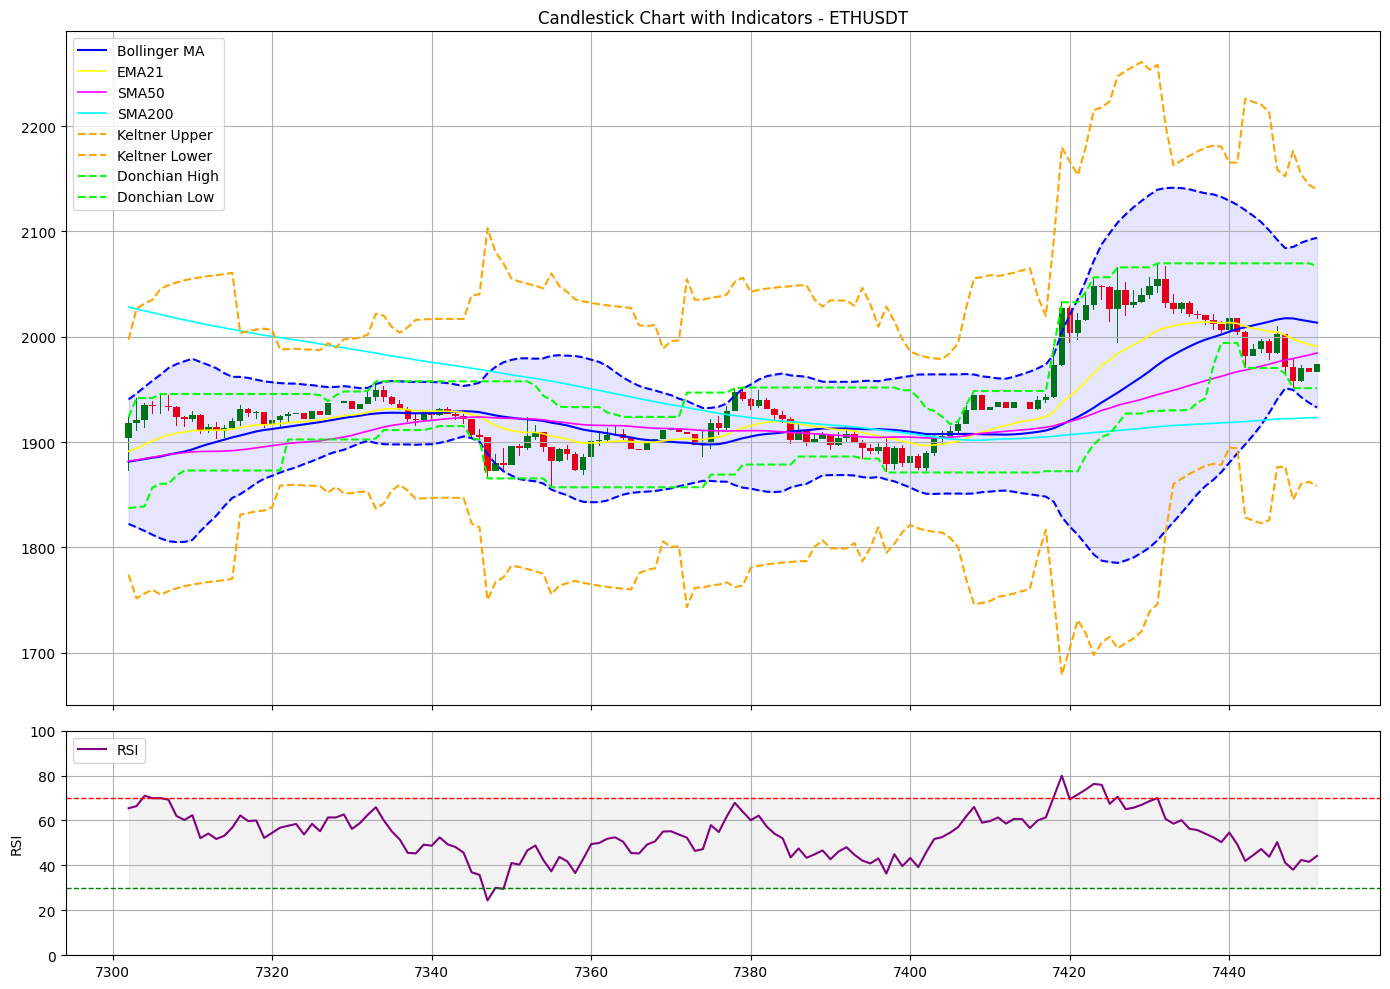 Candlestick Chart with Indicators - ETHUSDT
Bollinger MA
EMA21
SMA50
SMA200
Keltner Upper
Keltner Lower
Donchian High
Donchian Low
2200
2100
2000
1900
1800
1700
RSI
100
80
60
40
20
0
RSI
7300 7320 7340 7360 7380 7400 7420 7440